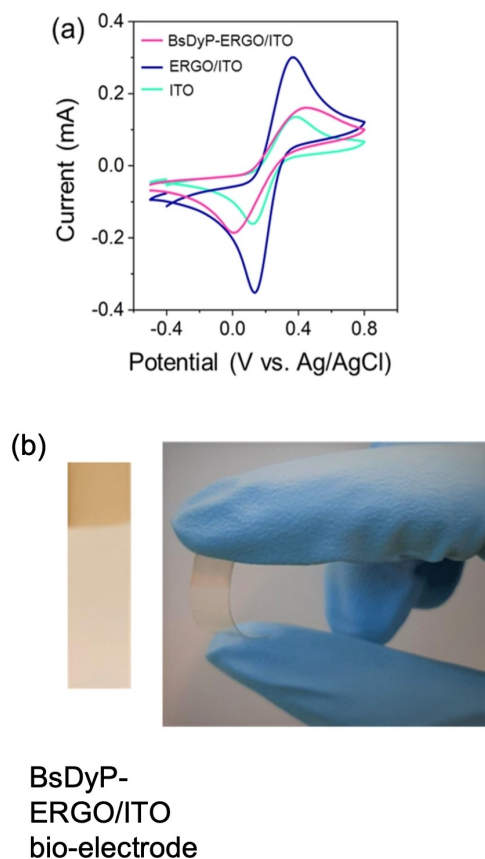 (a)
0.4
0.2
0.0
-0.2
-0.4
Current (mA)
BsDyP-ERGO/ITO
ERGO/ITO
ITO
-0.4 0.0 0.4 0.8
Potential (V vs. Ag/AgCl)
(b)
BsDyP-
ERGO/ITO
bio-electrode